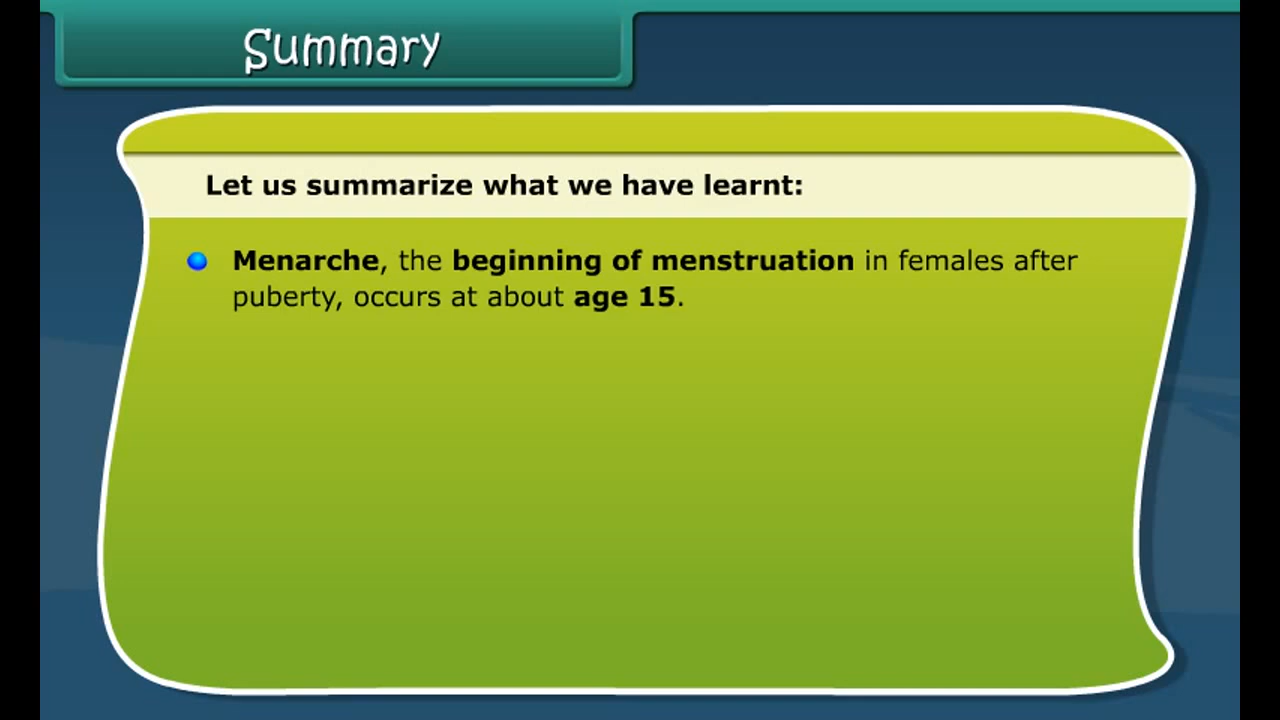 Summary
Let us summarize what we have learnt:
Menarche, the beginning of menstruation in females after
puberty, occurs at about age 15.